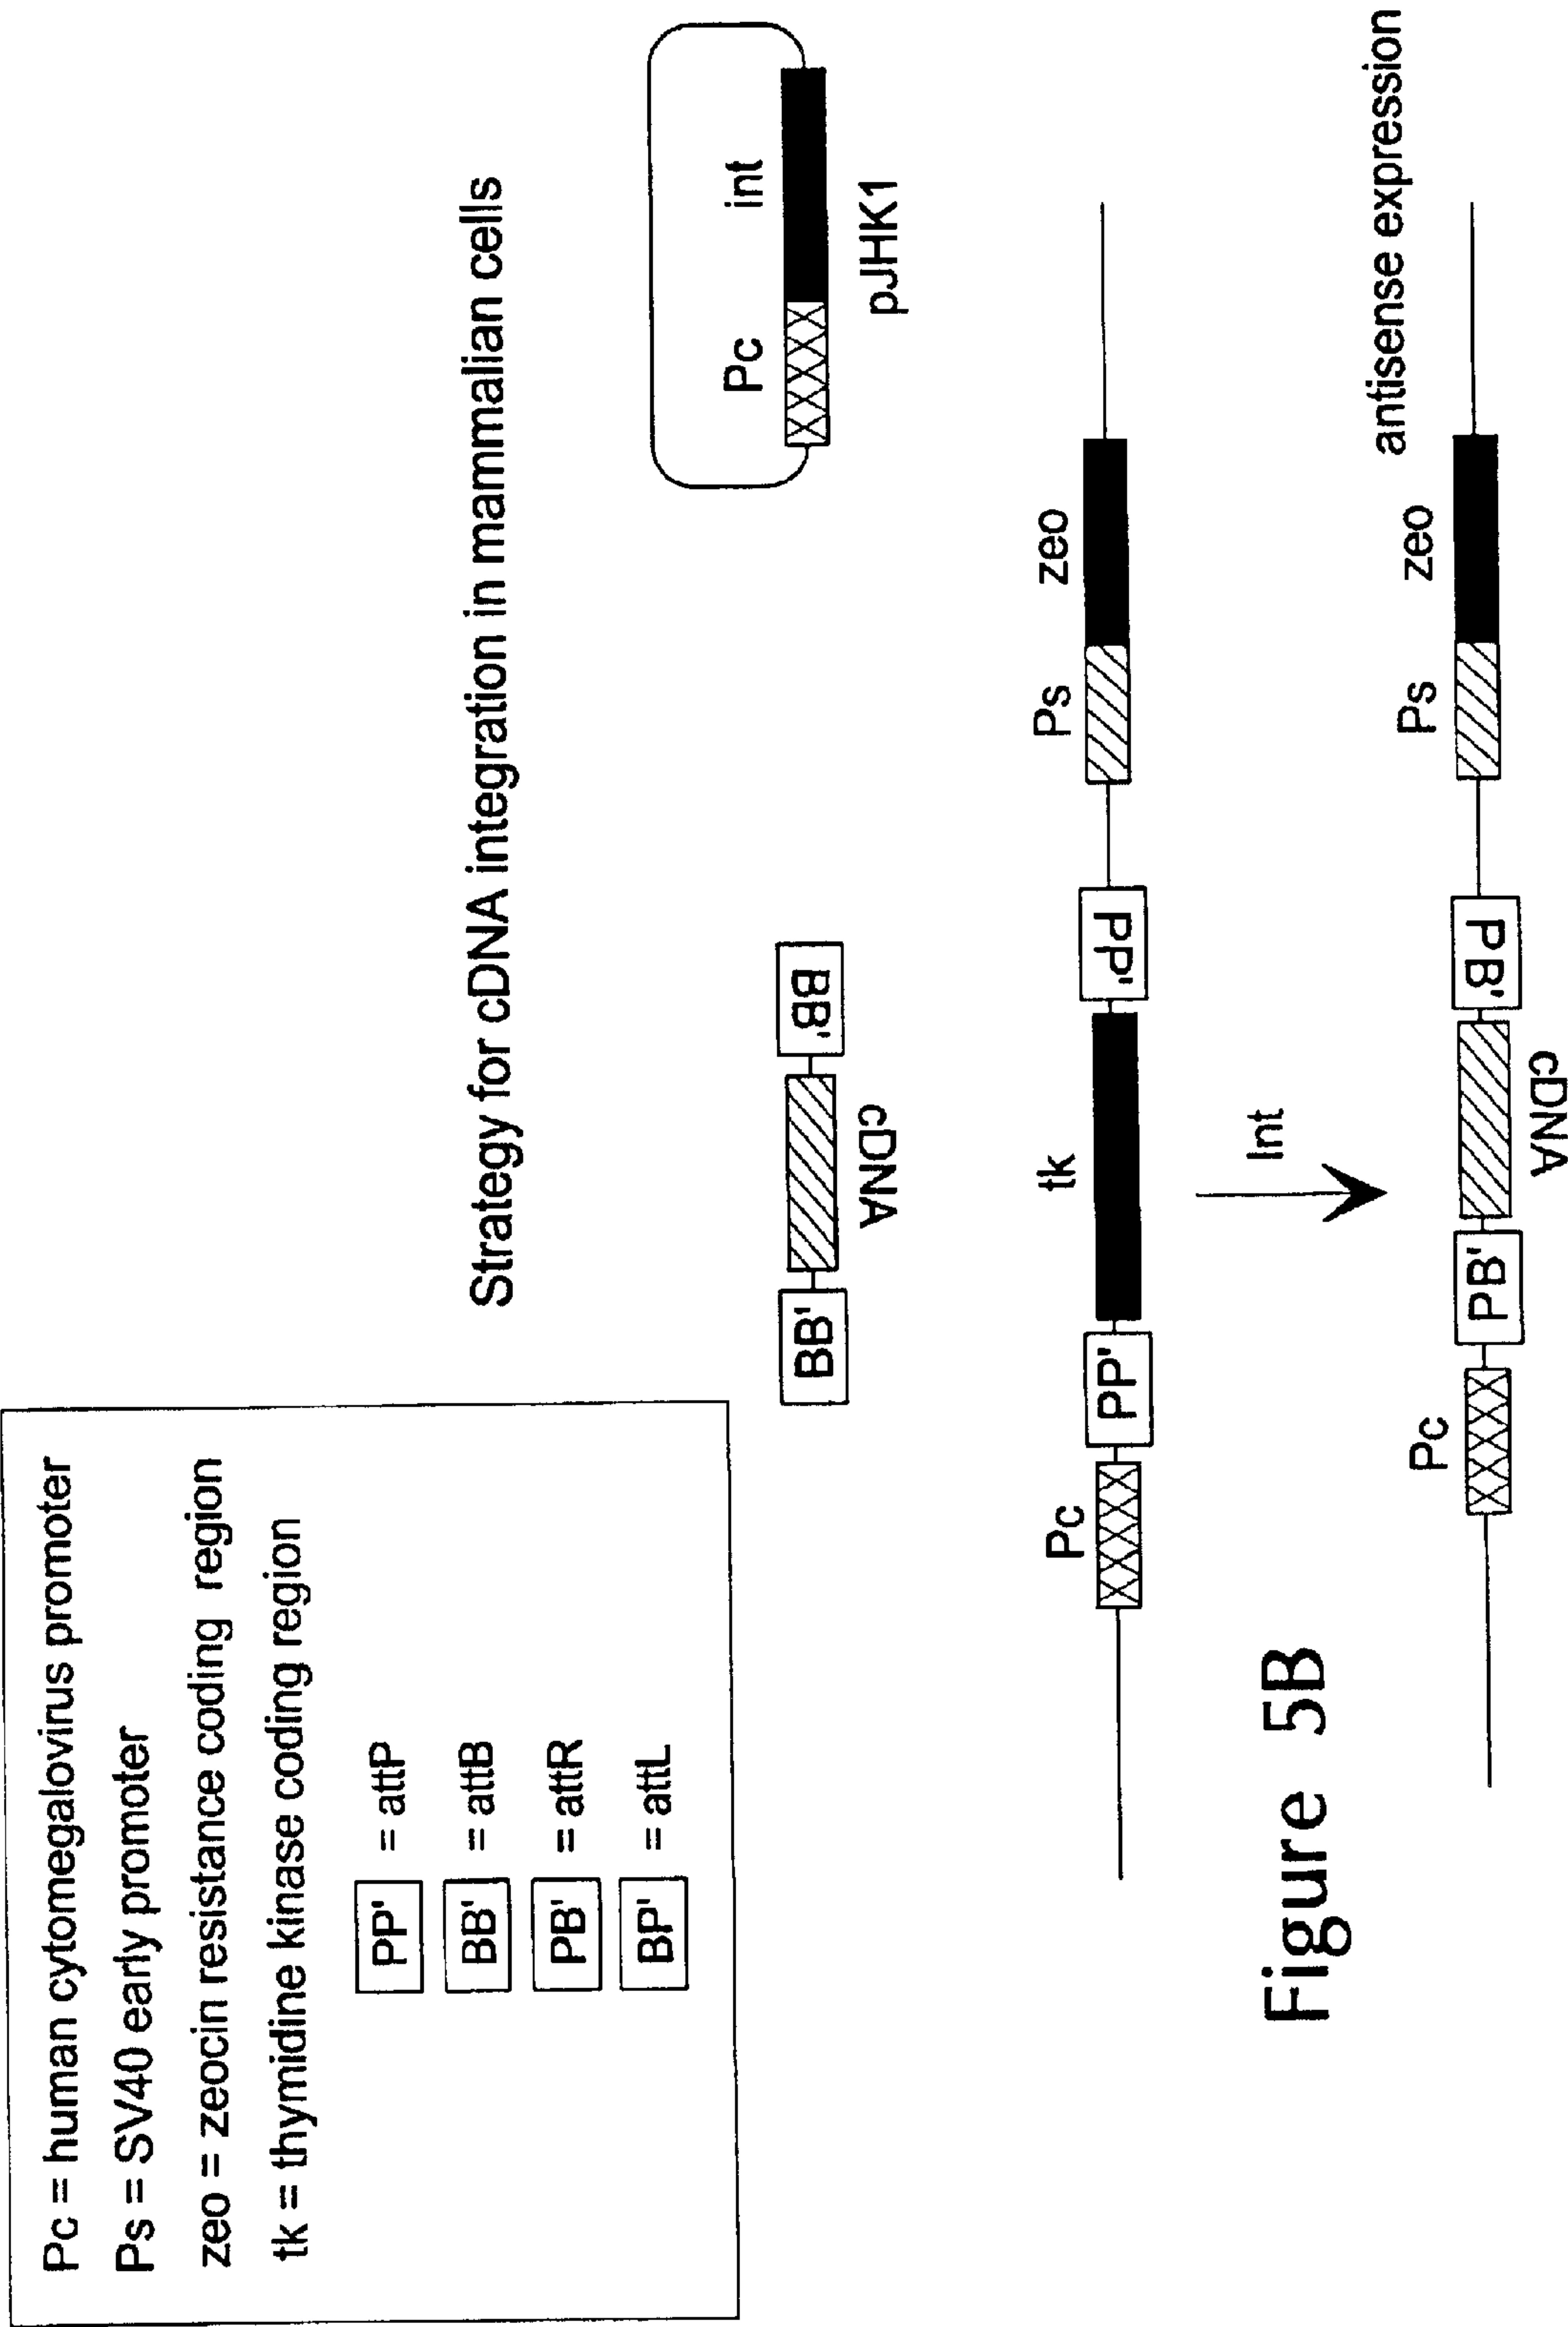 Pc = human cytomegalovirus promoter
Ps = SV40 early promoter
zeo = zeocin resistance coding region
tk = thymidine kinase coding region
PP' = attP
BB' = attB
PB' = attR
BP' = attL
Strategy for cDNA integration in mammalian cells
BB' BB'
cDNA
Pc int
pJHK1
Pc tk Ps zeo
PP' PP'
Int
antisense expression
Pc Ps zeo
PB' PB'
cDNA
Figure 5B